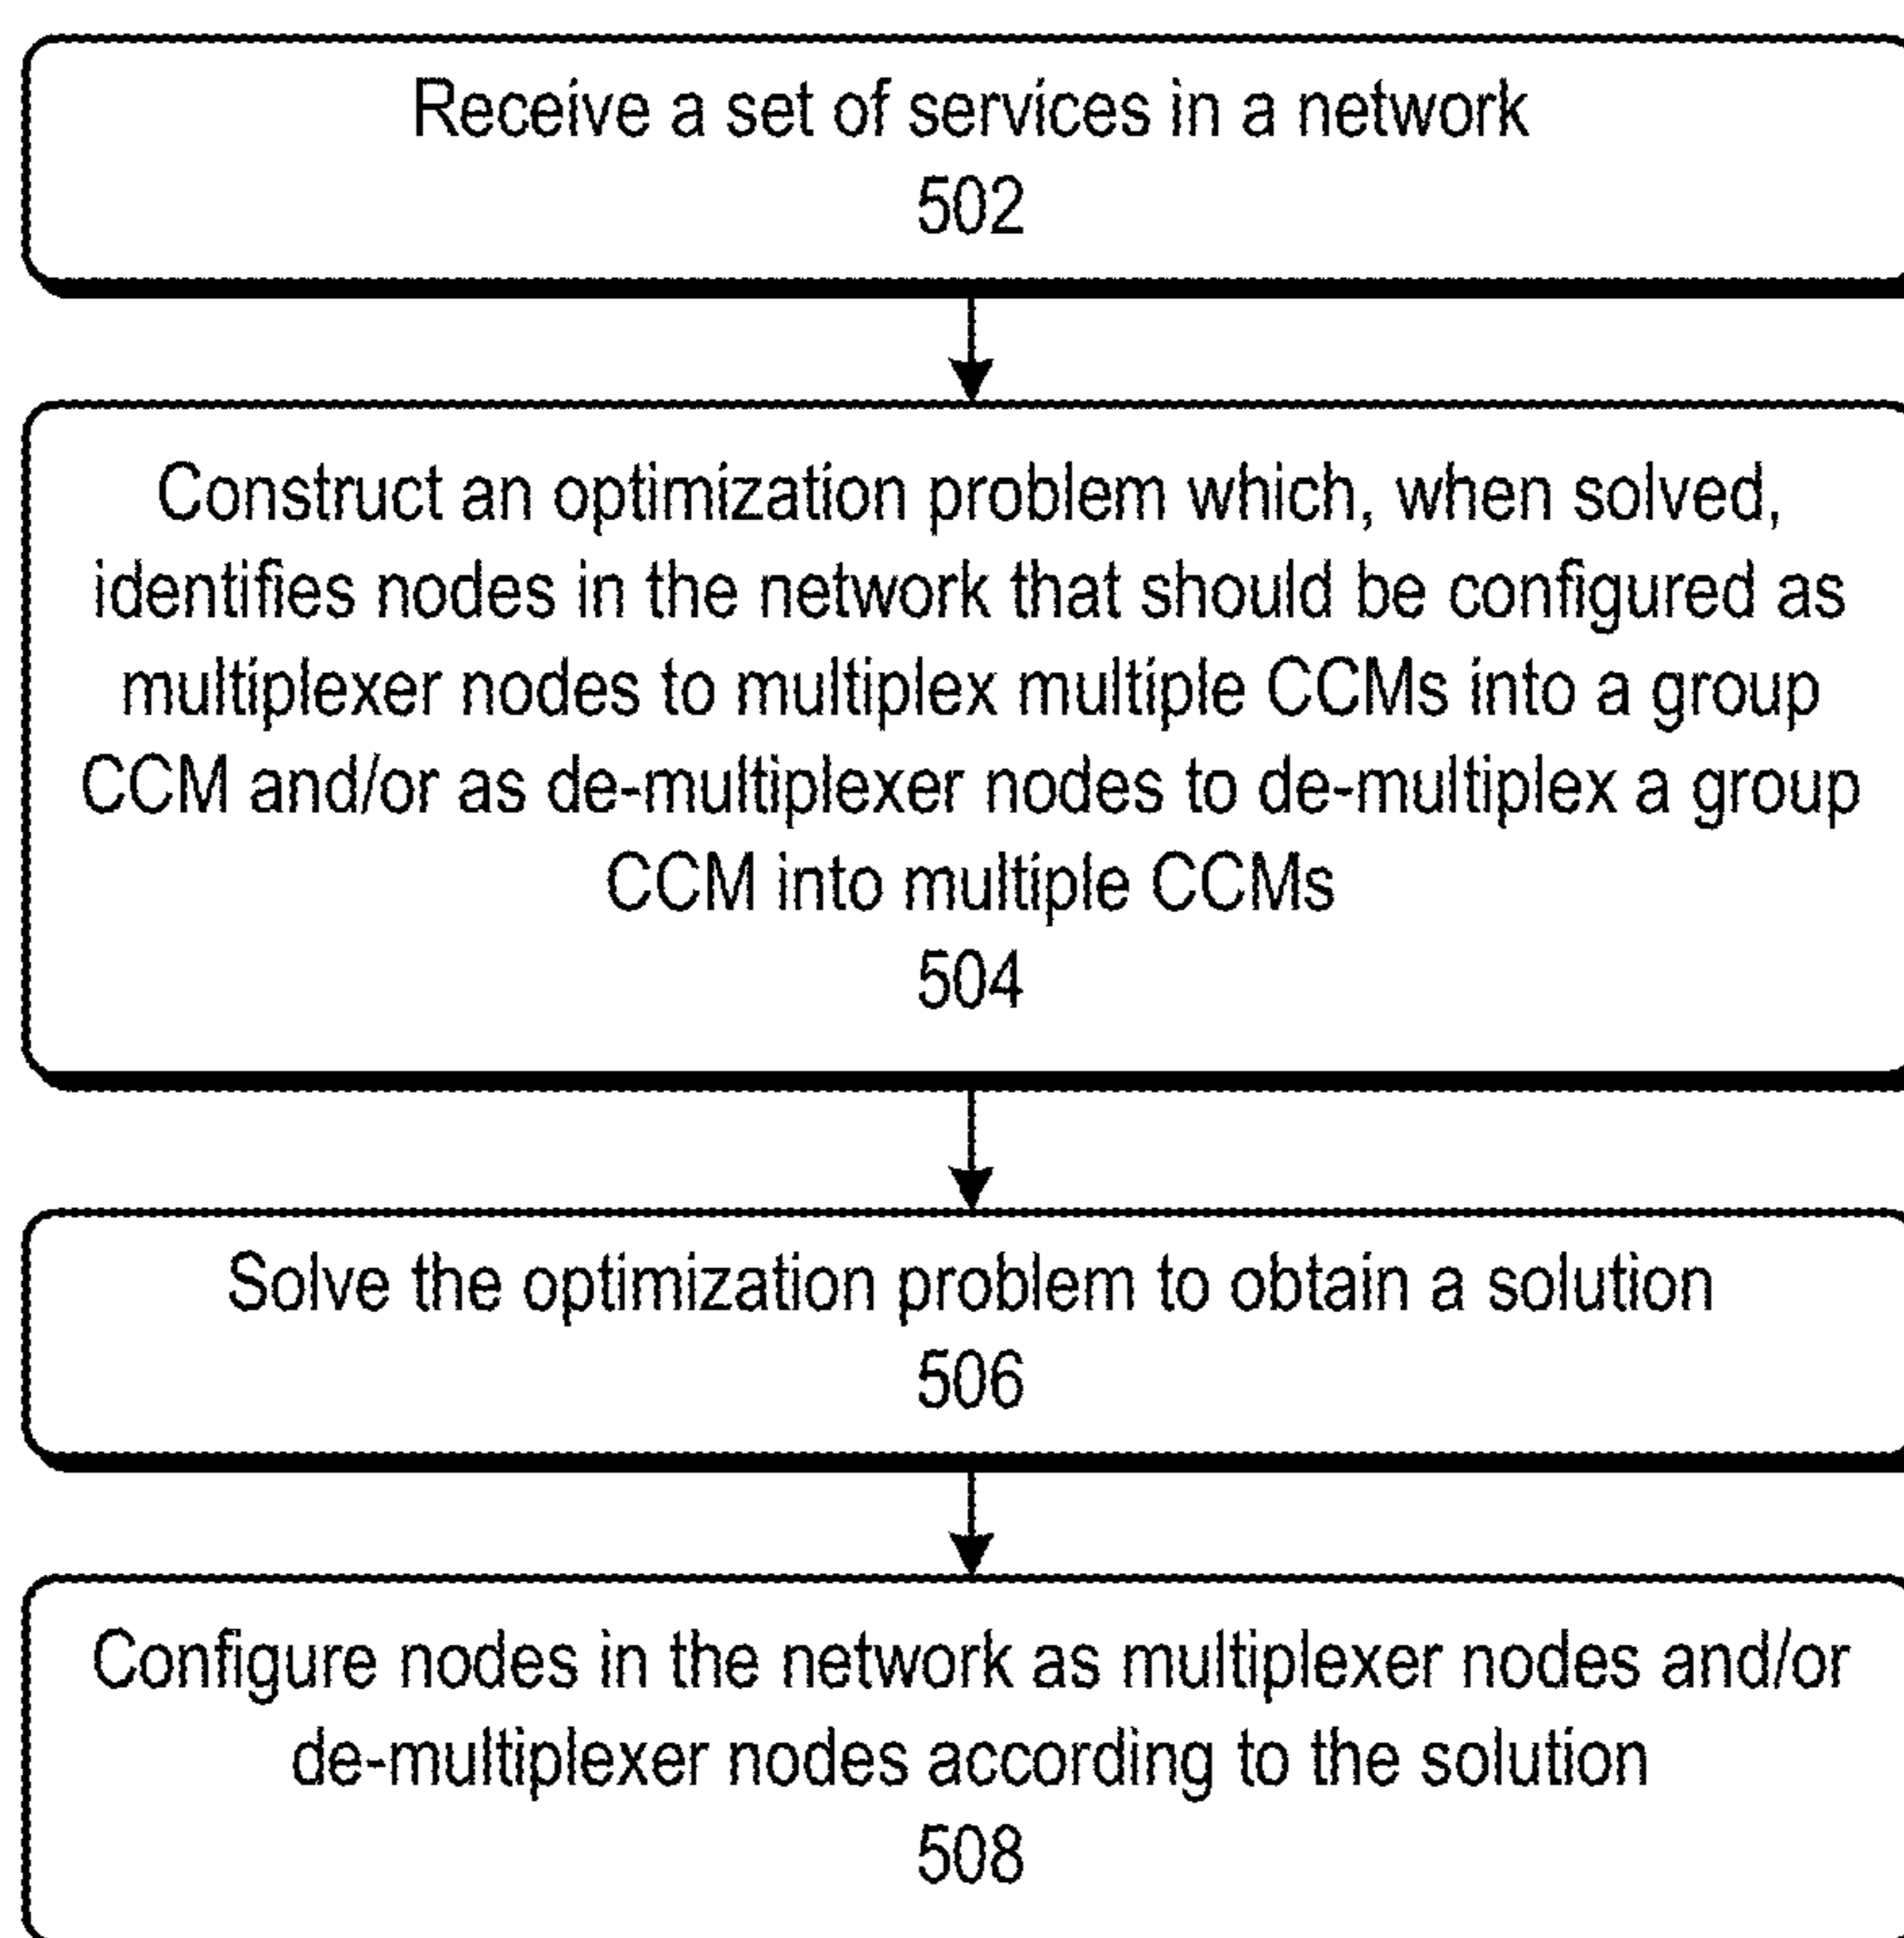 Receive a set of services in a network
502
Construct an optimization problem which, when solved,
identifies nodes in the network that should be configured as
multiplexer nodes to multiplex multiple CCMs into a group
CCM and/or as de-multiplexer nodes to de-multiplex a group
CCM into multiple CCMs
504
Solve the optimization problem to obtain a solution
506
Configure nodes in the network as multiplexer nodes and/or
de-multiplexer nodes according to the solution
508